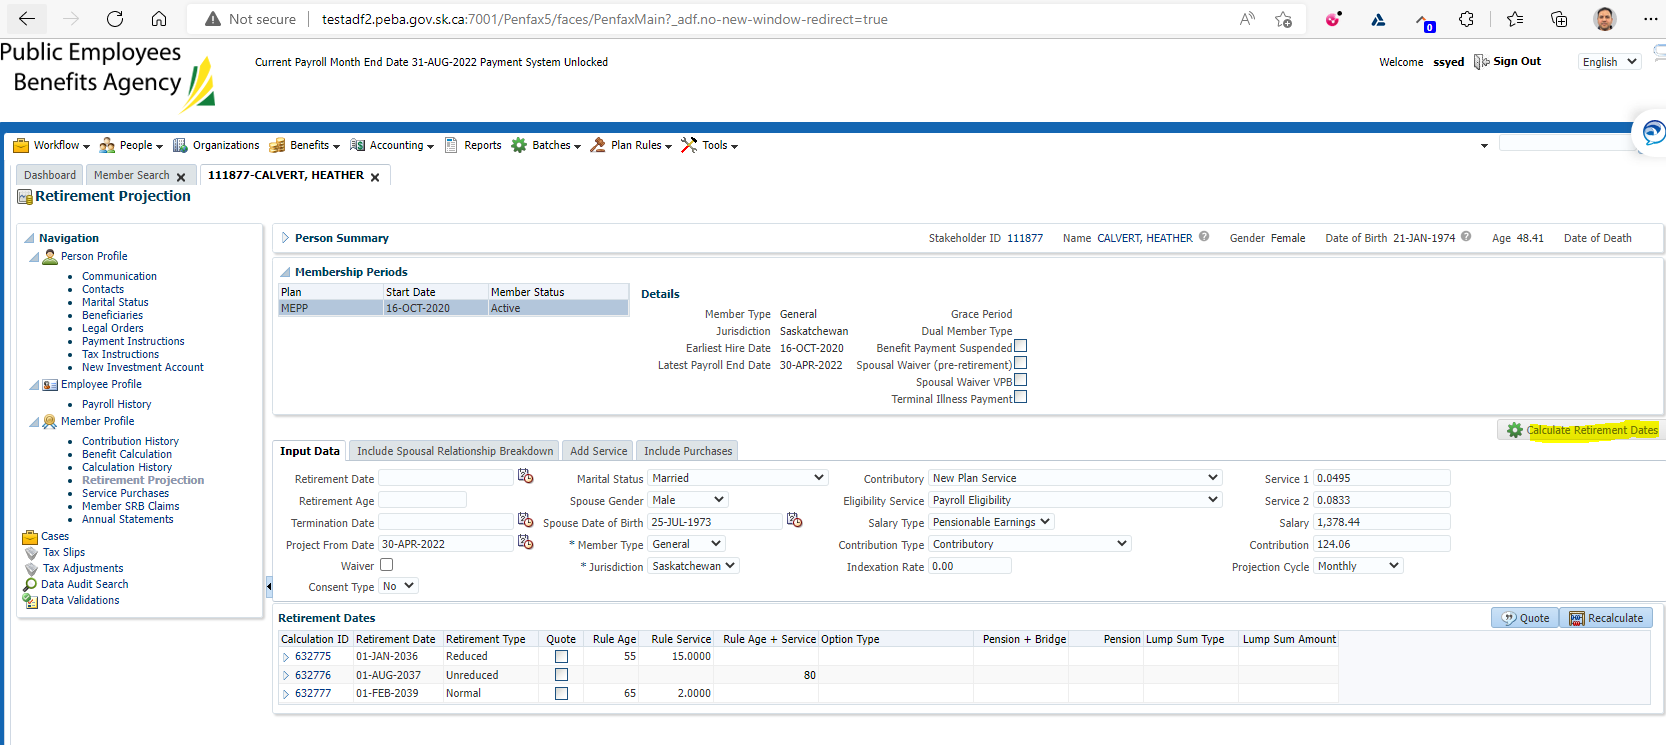 Not secure
testadf2.peba.gov.sk.ca:7001/Penfax5/faces/PenfaxMain?_adf.no-new-window-redirect=true
0
Public Employees
Benefits Agency
Current Payroll Month End Date 31-AUG-2022 Payment System Unlocked
Welcome ssyed Sign Out English
Workflow People Organizations Benefits Accounting Reports Batches Plan Rules Tools
Dashboard Member Search 111877-CALVERT, HEATHER
Retirement Projection
Navigation
Person Profile
Communication
Contacts
Marital Status
Beneficiaries
Legal Orders
Payment Instructions
Tax Instructions
New Investment Account
Employee Profile
Payroll History
Member Profile
Contribution History
Benefit Calculation
Calculation History
Retirement Projection
Service Purchases
Member SRB Claims
Annual Statements
Cases
Tax Slips
Tax Adjustments
Data Audit Search
Data Validations
Person Summary Stakeholder ID 111877 Name CALVERT, HEATHER Gender Female Date of Birth 21-JAN-1974 Age 48.41 Date of Death
Membership Periods
Plan Start Date Member Status
MEPP 16-OCT-2020 Active
Details
Member Type General Grace Period
Jurisdiction Saskatchewan Dual Member Type
Earliest Hire Date 16-OCT-2020 Benefit Payment Suspended
Latest Payroll End Date 30-APR-2022 Spousal Waiver (pre-retirement)
Spousal Waiver VPB
Terminal Illness Payment
Calculate Retirement Dates
Input Data Include Spousal Relationship Breakdown Add Service Include Purchases
Retirement Date Marital Status Married Contributory New Plan Service Service 1 0.0495
Retirement Age Spouse Gender Male Eligibility Service Payroll Eligibility Service 2 0.0833
Termination Date Spouse Date of Birth 25-JUL-1973 Salary Type Pensionable Earnings Salary 1,378.44
Project From Date 30-APR-2022 * Member Type General Contribution Type Contributory Contribution 124.06
Waiver * Jurisdiction Saskatchewan Indexation Rate 0.00 Projection Cycle Monthly
Consent Type No
Retirement Dates Quote Recalculate
Calculation ID Retirement Date Retirement Type Quote Rule Age Rule Service Rule Age + Service Option Type Pension + Bridge Pension Lump Sum Type Lump Sum Amount
632775 01-JAN-2036 Reduced 55 15.0000
632776 01-AUG-2037 Unreduced 80
632777 01-FEB-2039 Normal 65 2.0000